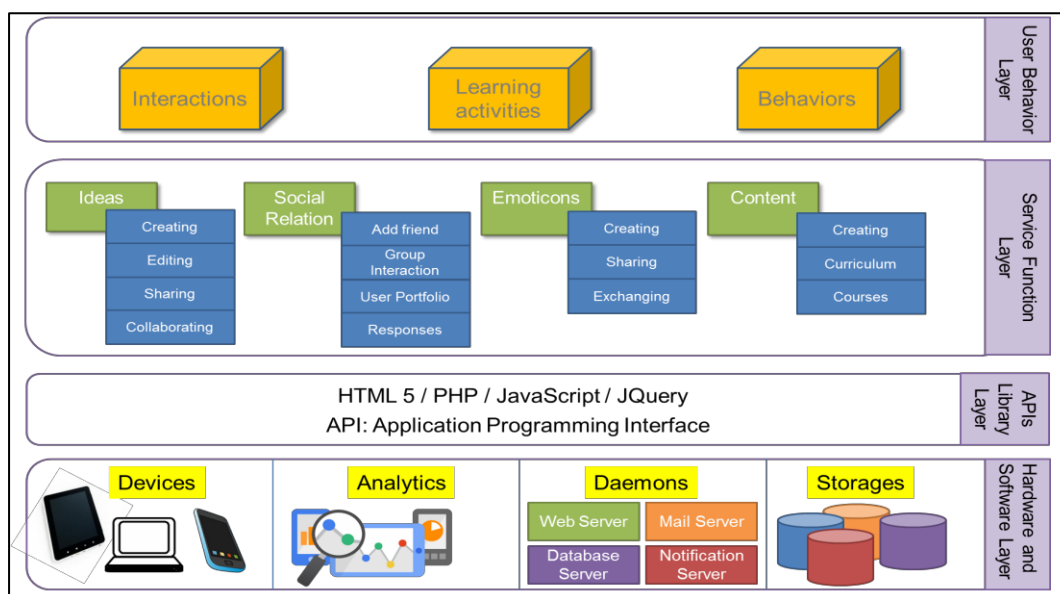 Interactions
Learning
activities
Behaviors
User Behavior
Layer
Ideas
Creating
Editing
Sharing
Collaborating
Social
Relation
Add friend
Group
Interaction
User Portfolio
Responses
Emoticons
Creating
Sharing
Exchanging
Content
Creating
Curriculum
Courses
Service Function
Layer
HTML 5 / PHP / JavaScript / JQuery
API: Application Programming Interface
APIs
Library
Layer
Devices
Analytics
Daemons
Web Server
Mail Server
Database
Server
Notification
Server
Storages
Hardware and
Software Layer